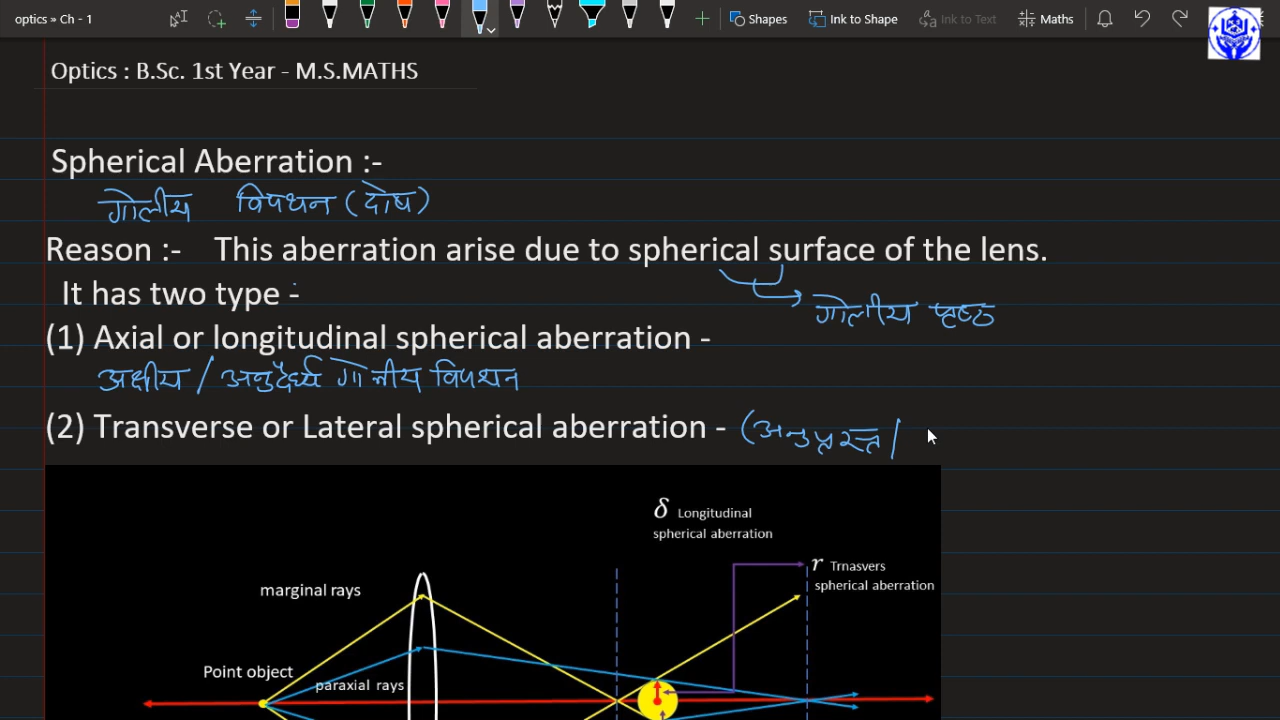 optics » Ch - 1
Shapes
Ink to Shape
Ink to Text
Maths
Optics : B.Sc. 1st Year - M.S.MATHS
Spherical Aberration :-
गोलीय विपथन (दोष)
Reason :- This aberration arise due to spherical surface of the lens.
It has two type -
गोलीय पृष्ठ
(1) Axial or longitudinal spherical aberration -
अक्षीय / अनुदैर्ध्य गोलीय विपथन
(2) Transverse or Lateral spherical aberration - (अनुप्रस्त /
δ Longitudinal
spherical aberration
r Trnasvers
spherical aberration
marginal rays
Point object
paraxial rays